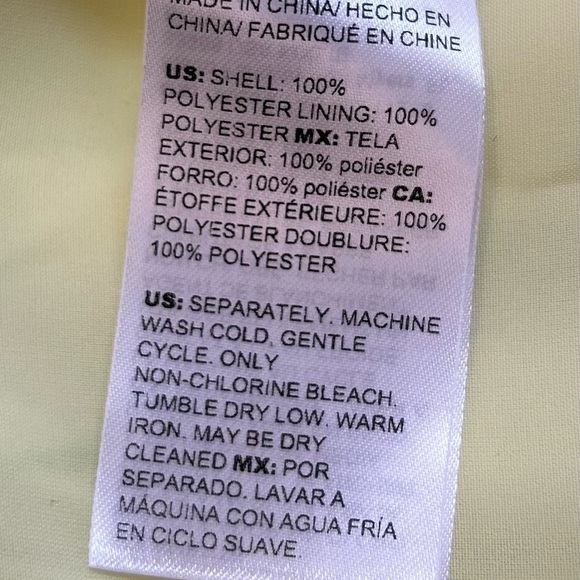 MADE IN CHINA/ HECHO EN
CHINA/ FABRIQUÉ EN CHINE
US: SHELL: 100%
POLYESTER LINING: 100%
POLYESTER MX: TELA
EXTERIOR: 100% poliéster
FORRO: 100% poliéster CA:
ÉTOFFE EXTÉRIEURE: 100%
POLYESTER DOUBLURE:
100% POLYESTER
US: SEPARATELY. MACHINE
WASH COLD, GENTLE
CYCLE. ONLY
NON-CHLORINE BLEACH.
TUMBLE DRY LOW. WARM
IRON. MAY BE DRY
CLEANED MX: POR
SEPARADO. LAVAR A
MÁQUINA CON AGUA FRÍA
EN CICLO SUAVE.